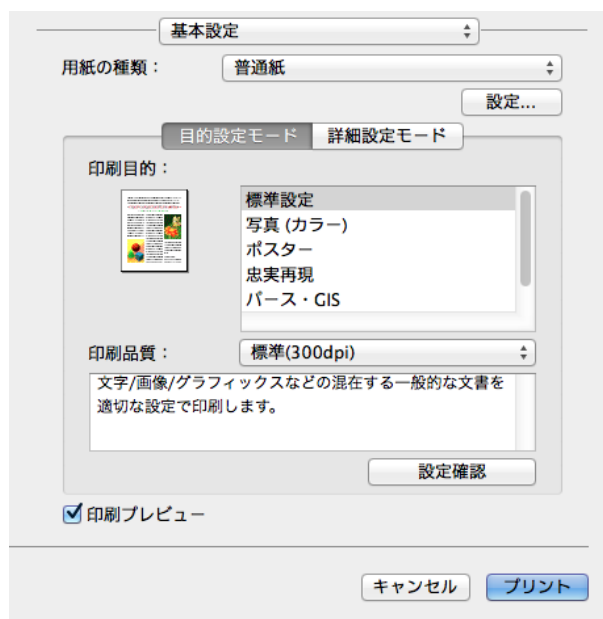 基本設定
用紙の種類： 普通紙
設定...
目的設定モード 詳細設定モード
印刷目的：
標準設定
写真 (カラー)
ポスター
忠実再現
パース・GIS
印刷品質： 標準(300dpi)
文字/画像/グラフィックスなどの混在する一般的な文書を
適切な設定で印刷します。
設定確認
印刷プレビュー
キャンセル プリント